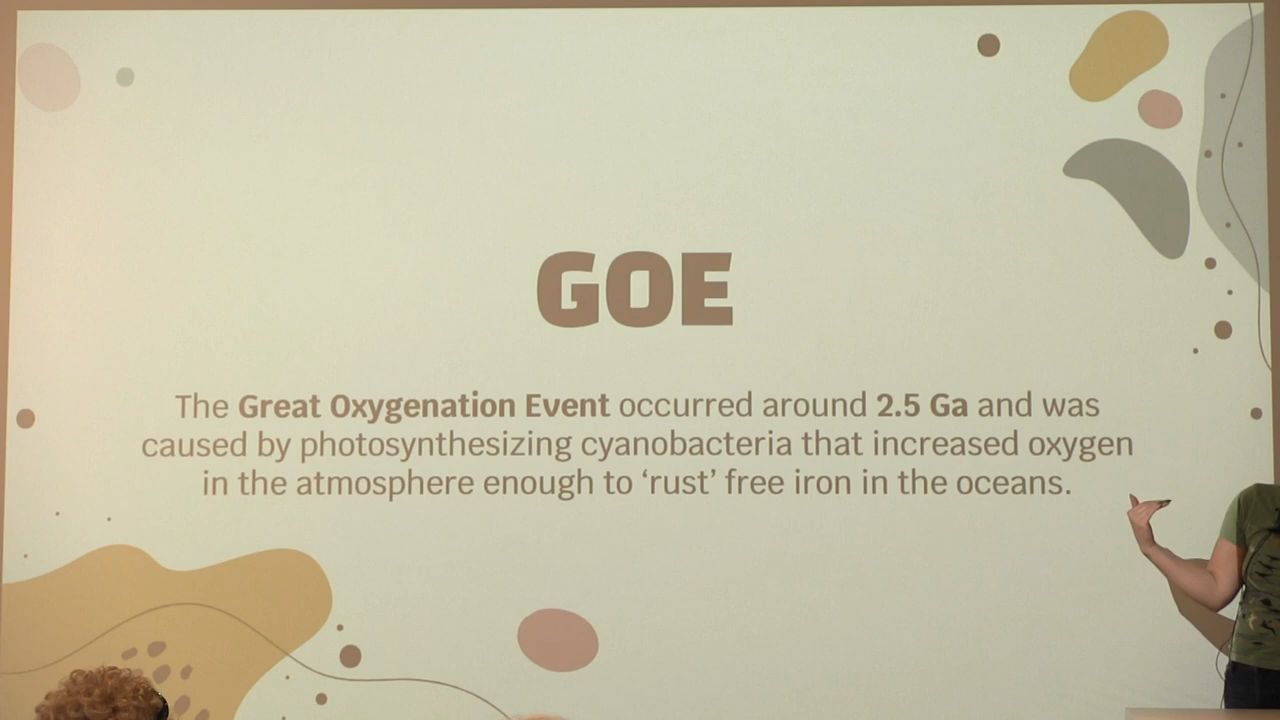 GOE
The Great Oxygenation Event occurred around 2.5 Ga and was
caused by photosynthesizing cyanobacteria that increased oxygen
in the atmosphere enough to ‘rust’ free iron in the oceans.